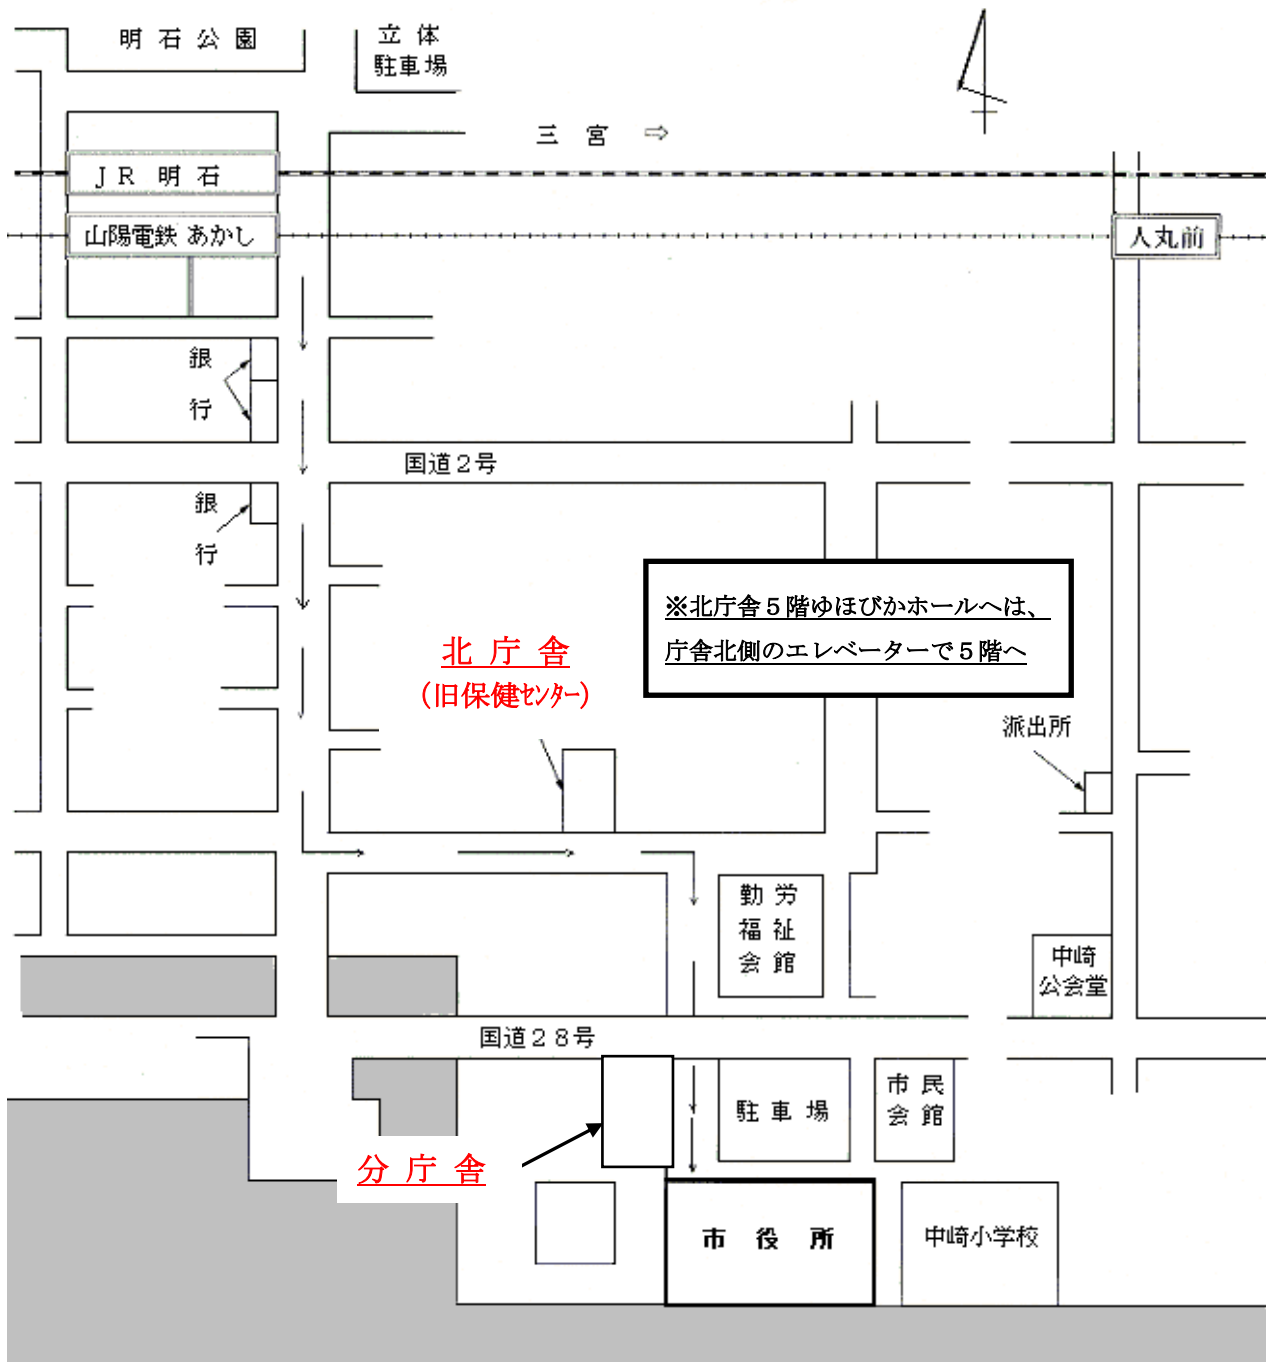 明石公園
立体
駐車場
三宮 ⇨
ＪＲ 明石
山陽電鉄 あかし
人丸前
銀
行
国道２号
銀
行
※北庁舎５階ゆほびかホールへは、
庁舎北側のエレベーターで５階へ
北庁舎
（旧保健センター）
派出所
勤労
福祉
会館
中崎
公会堂
国道２８号
駐車場
市民
会館
分庁舎
市役所
中崎小学校